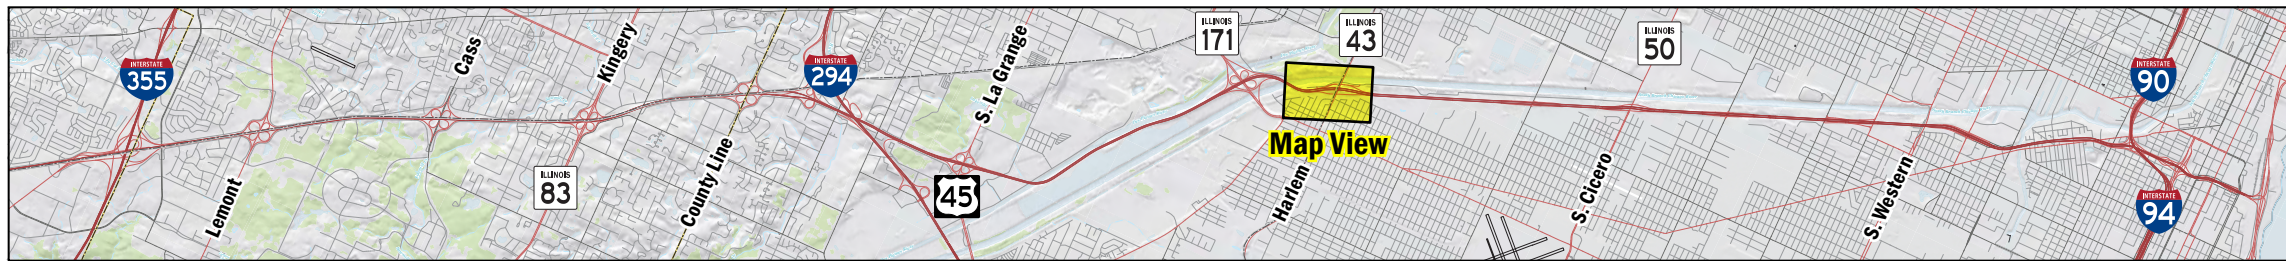 INTERSTATE
355
Lemont
Cass
ILLINOIS
83
Kingery
County Line
INTERSTATE
294
45
S. La Grange
ILLINOIS
171
Harlem
Map View
ILLINOIS
43
S. Cicero
ILLINOIS
50
S. Western
INTERSTATE
90
INTERSTATE
94